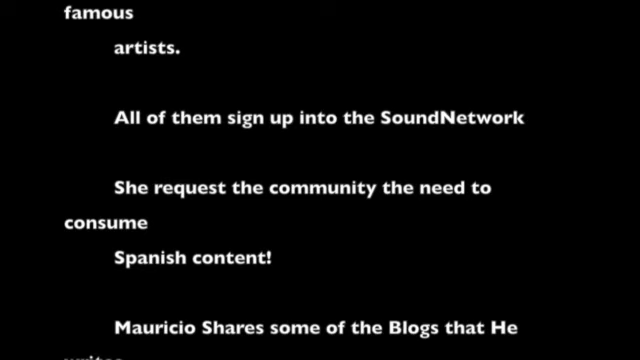 famous
artists.
All of them sign up into the SoundNetwork
She request the community the need to
consume
Spanish content!
Mauricio Shares some of the Blogs that He